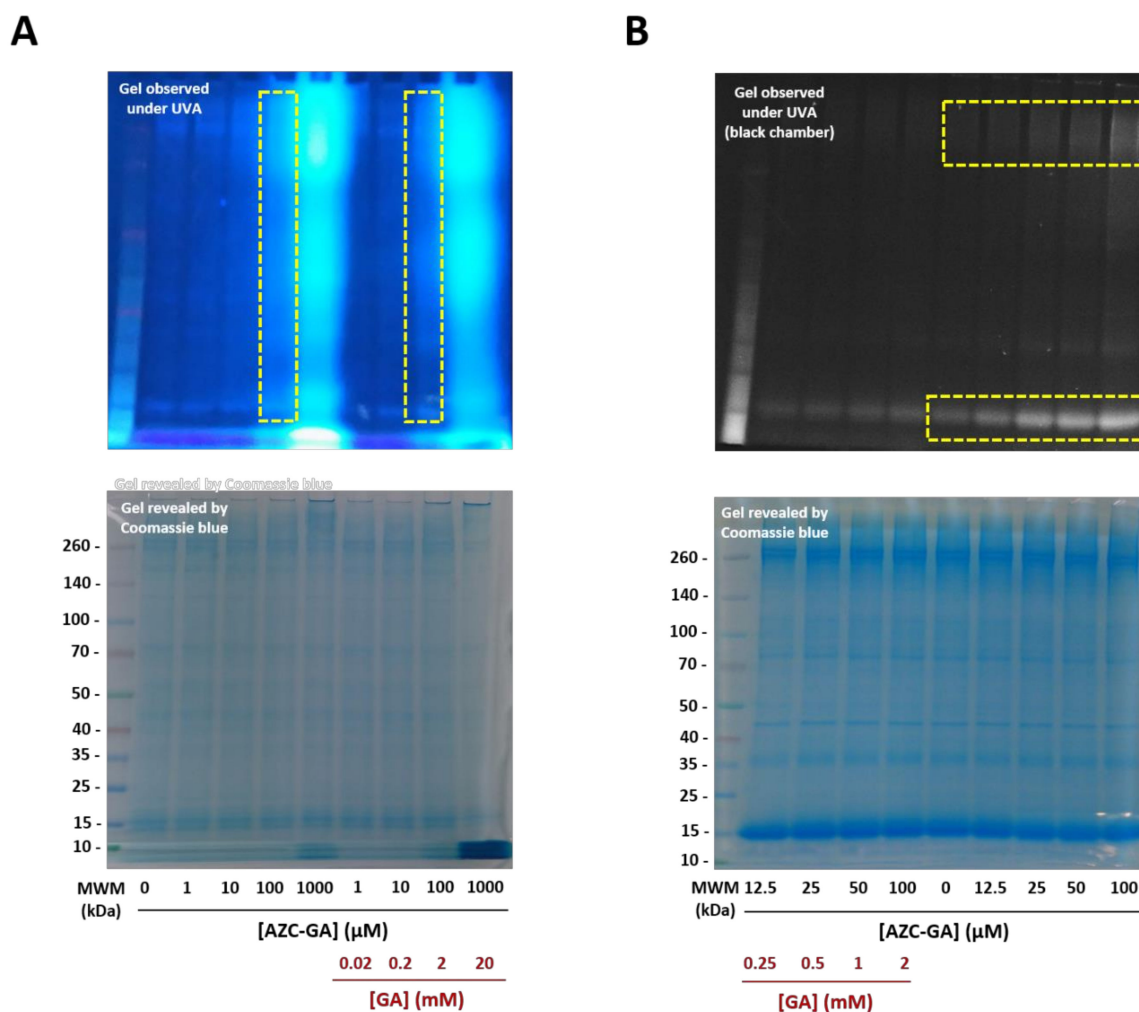 A
B
Gel observed
under UVA
Gel observed
under UVA
(black chamber)
Gel revealed by Coomassie blue
Gel revealed by
Coomassie blue
260 -
140 -
100 -
70 -
50 -
40 -
35 -
25 -
15 -
10 -
Gel revealed by
Coomassie blue
260 -
140 -
100 -
70 -
50 -
40 -
35 -
25 -
15 -
10 -
MWM 0 1 10 100 1000 1 10 100 1000
(kDa)
[AZC-GA] (µM)
0.02 0.2 2 20
[GA] (mM)
MWM 12.5 25 50 100 0 12.5 25 50 100
(kDa)
[AZC-GA] (µM)
0.25 0.5 1 2
[GA] (mM)